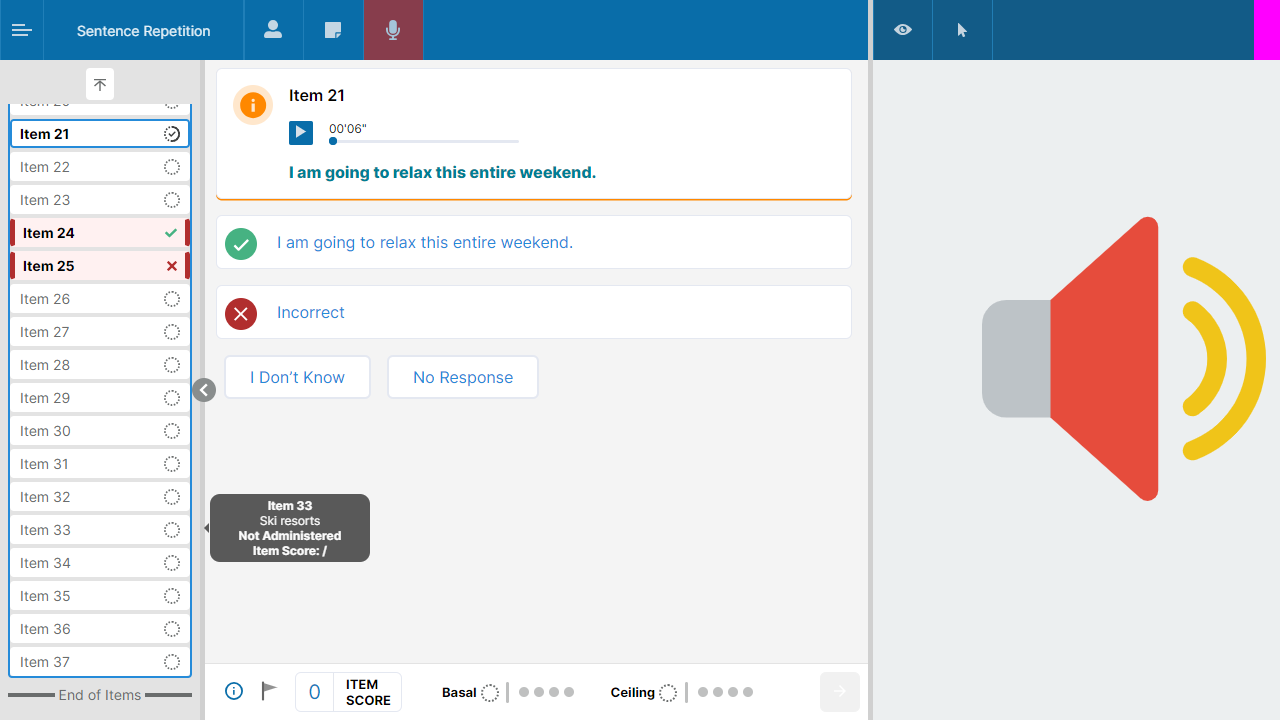 Sentence Repetition
Item 21
Item 22
Item 23
Item 24
Item 25
Item 26
Item 27
Item 28
Item 29
Item 30
Item 31
Item 32
Item 33
Item 34
Item 35
Item 36
Item 37
End of Items
Item 21
00'06"
I am going to relax this entire weekend.
I am going to relax this entire weekend.
Incorrect
I Don’t Know
No Response
Item 33
Ski resorts
Not Administered
Item Score: /
0
ITEM
SCORE
Basal
Ceiling